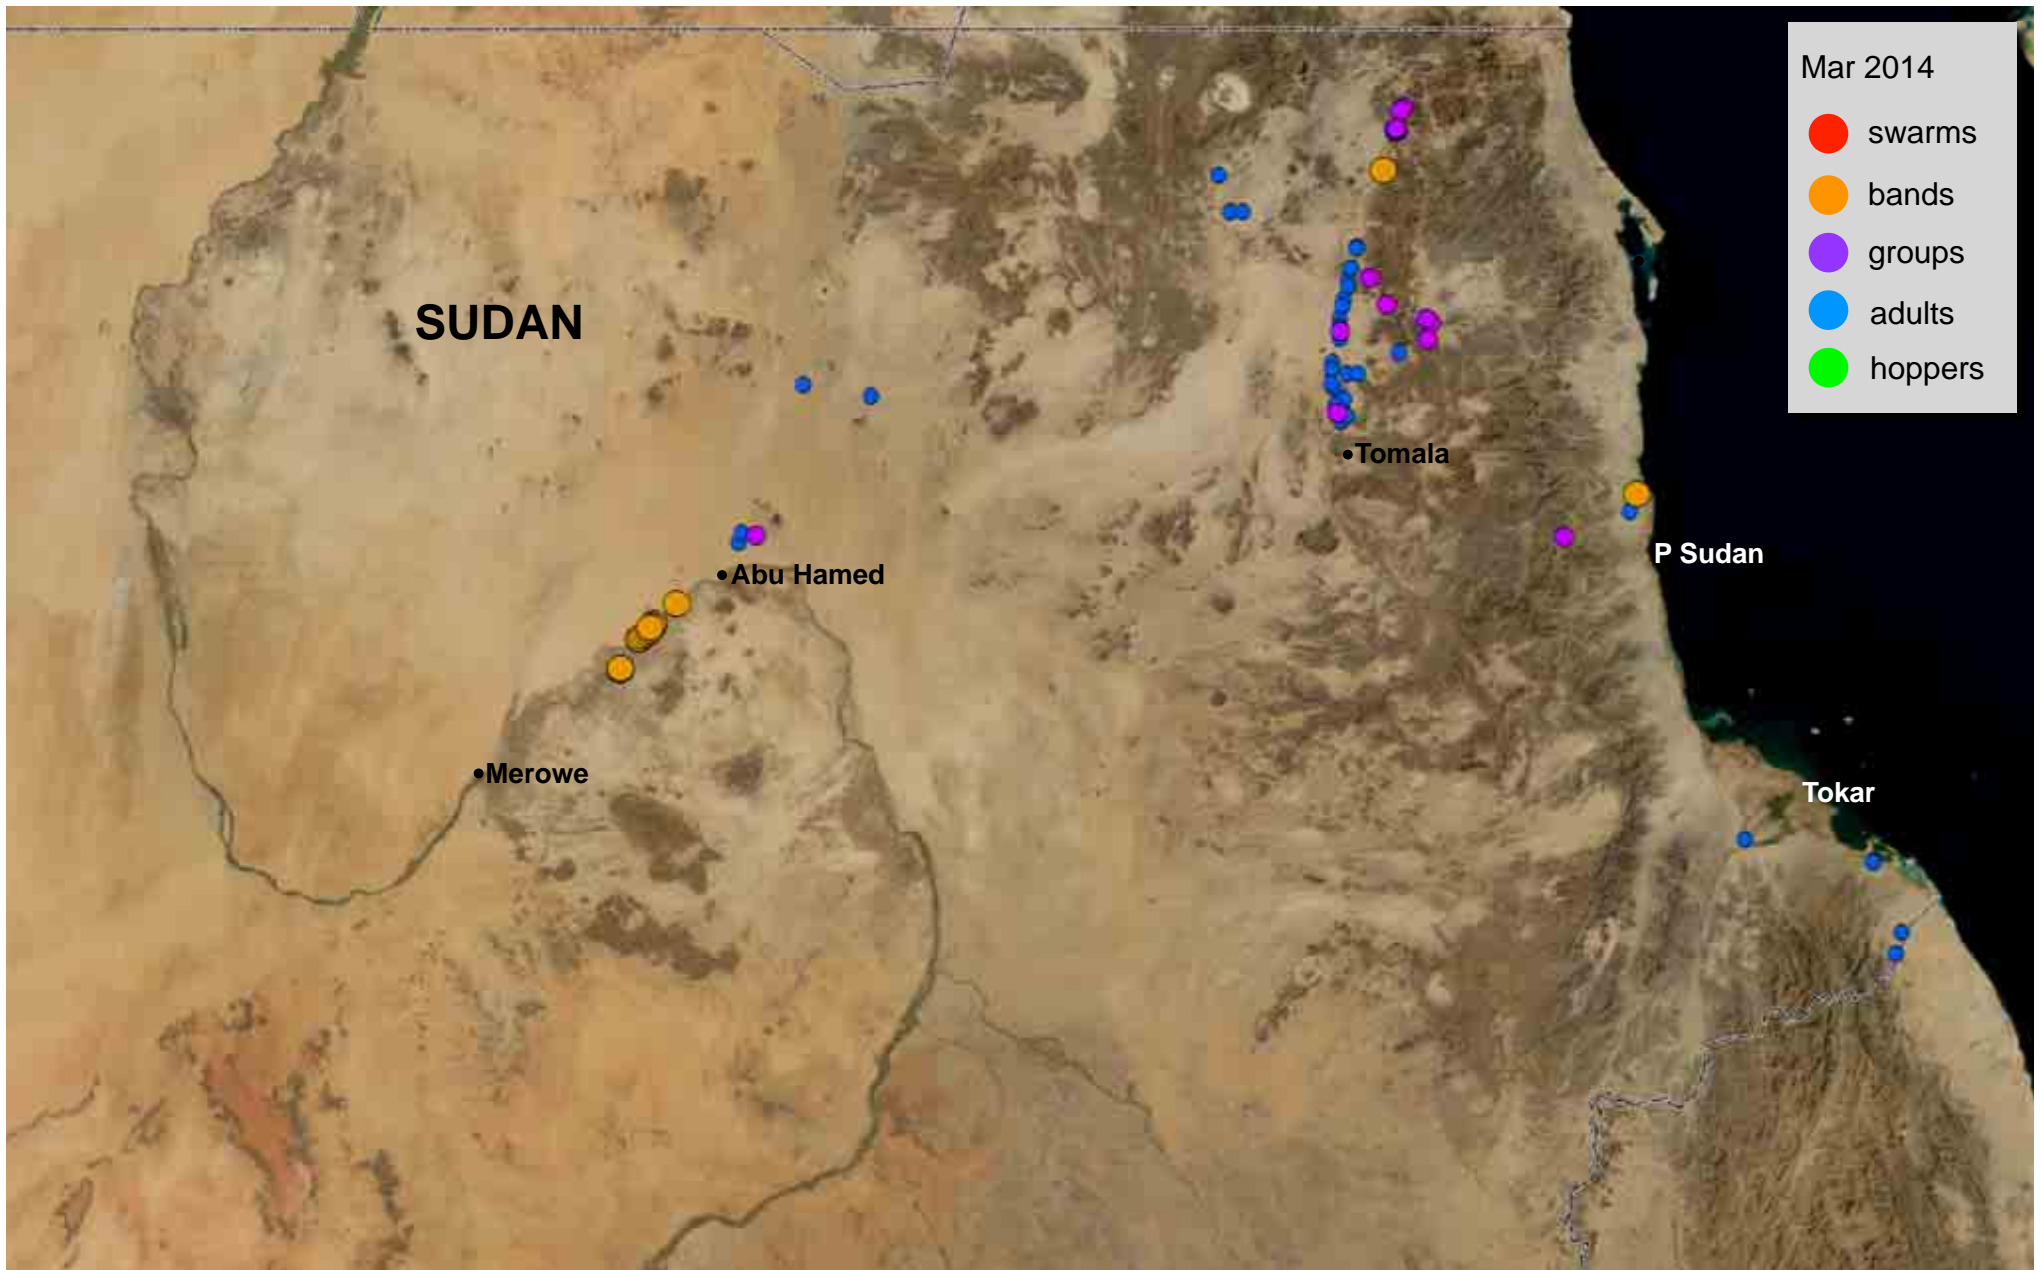 Mar 2014
swarms
bands
groups
adults
hoppers
SUDAN
Tomala
P Sudan
Abu Hamed
Merowe
Tokar